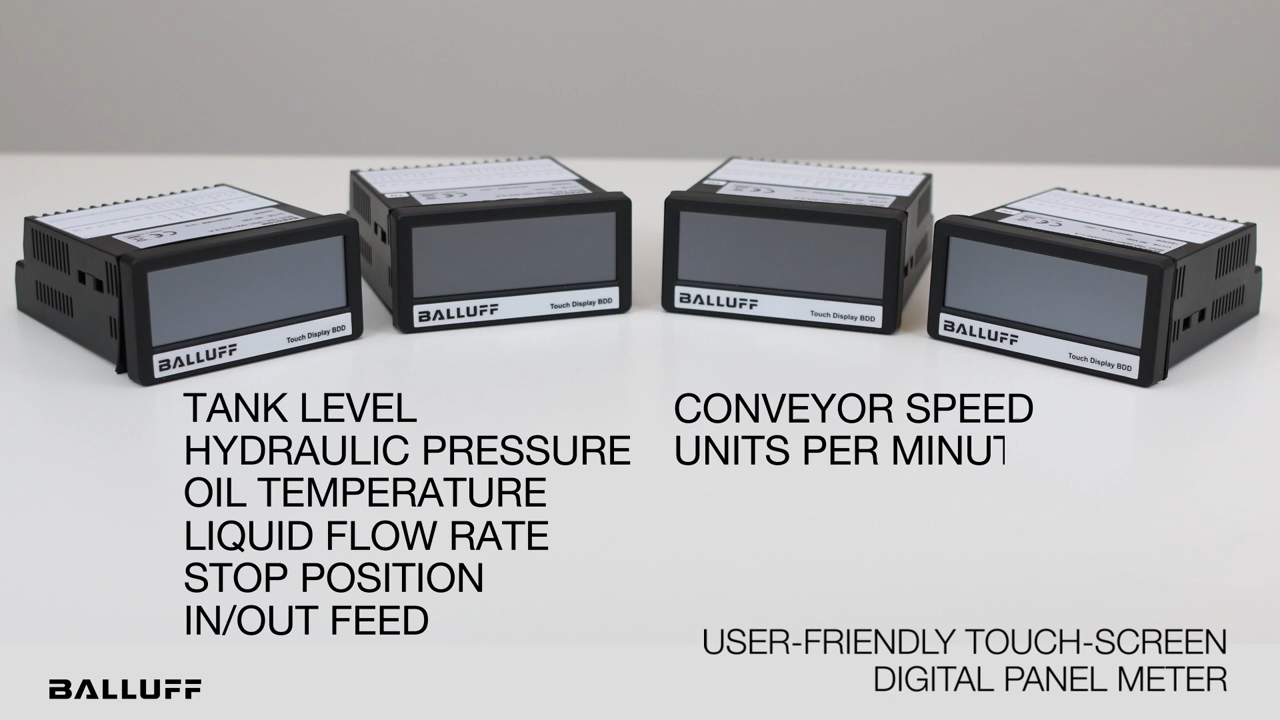 BALLUFF
Touch Display BDD
BALLUFF
Touch Display BDD
BALLUFF
Touch Display BDD
BALLUFF
Touch Display BDD
TANK LEVEL
HYDRAULIC PRESSURE
OIL TEMPERATURE
LIQUID FLOW RATE
STOP POSITION
IN/OUT FEED
CONVEYOR SPEED
UNITS PER MINUT
USER-FRIENDLY TOUCH-SCREEN
DIGITAL PANEL METER
BALLUFF